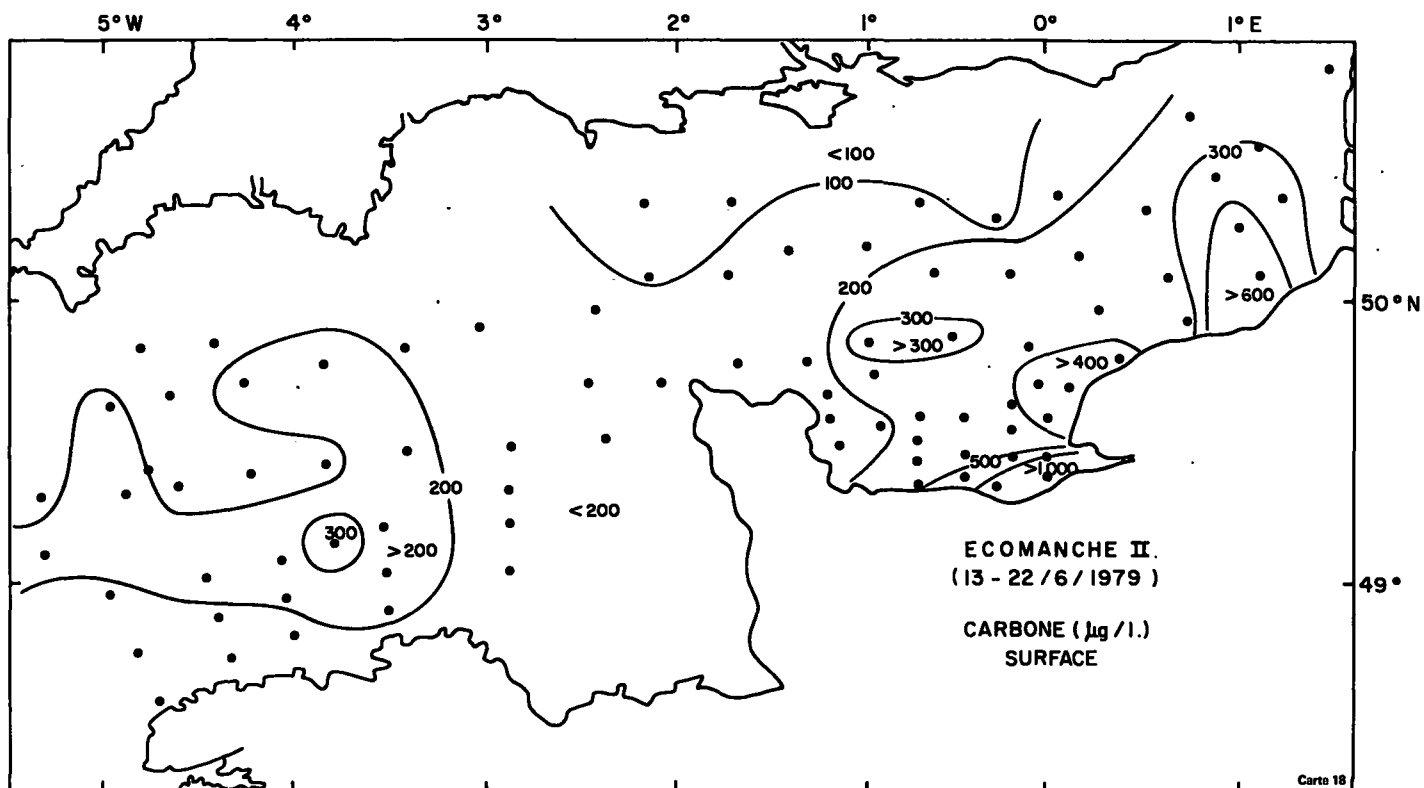 5° W 4° 3° 2° 1° 0° 1° E
<100
100
300
200
>600
50° N
300
>300
>400
500
>1000
200
<200
300
>200
ECOMANCHE II.
(13 - 22 /6 / 1979 )
49°
CARBONE ( µg / l.)
SURFACE
Carte 18